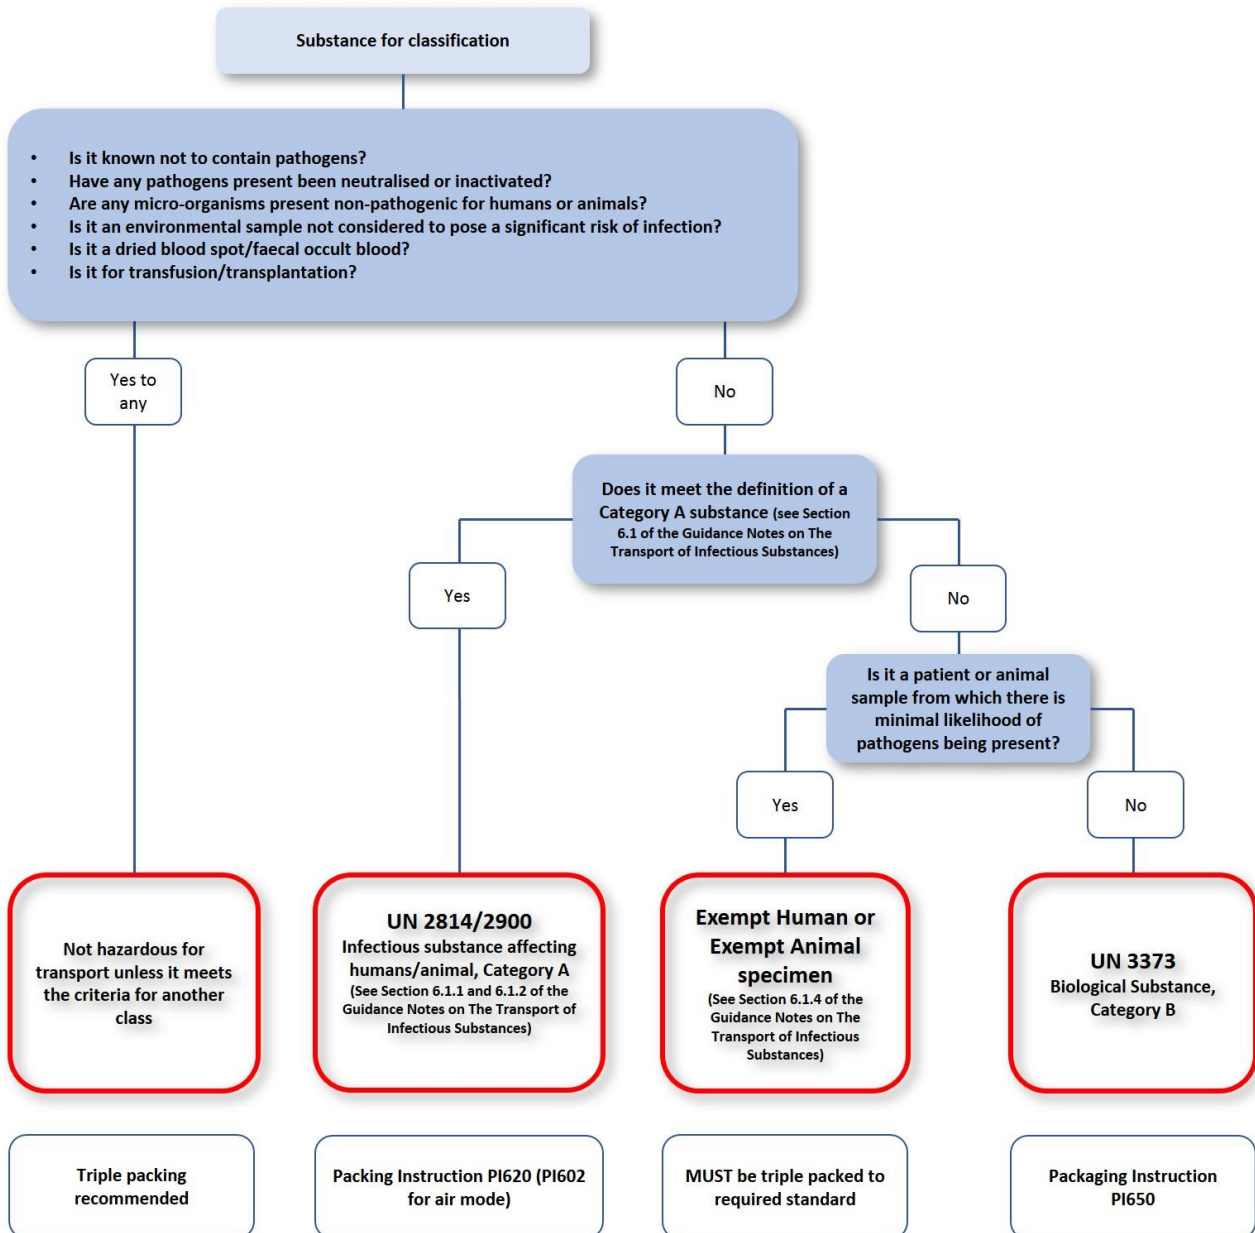 Substance for classification
• Is it known not to contain pathogens?
• Have any pathogens present been neutralised or inactivated?
• Are any micro-organisms present non-pathogenic for humans or animals?
• Is it an environmental sample not considered to pose a significant risk of infection?
• Is it a dried blood spot/faecal occult blood?
• Is it for transfusion/transplantation?
Yes to
any
No
Does it meet the definition of a
Category A substance (see Section
6.1 of the Guidance Notes on The
Transport of Infectious Substances)
Yes
No
Is it a patient or animal
sample from which there is
minimal likelihood of
pathogens being present?
Yes
No
Not hazardous for
transport unless it meets
the criteria for another
class
UN 2814/2900
Infectious substance affecting
humans/animal, Category A
(See Section 6.1.1 and 6.1.2 of the
Guidance Notes on The Transport of
Infectious Substances)
Exempt Human or
Exempt Animal
specimen
(See Section 6.1.4 of the
Guidance Notes on The
Transport of Infectious
Substances)
UN 3373
Biological Substance,
Category B
Triple packing
recommended
Packing Instruction PI620 (PI602
for air mode)
MUST be triple packed to
required standard
Packaging Instruction
PI650